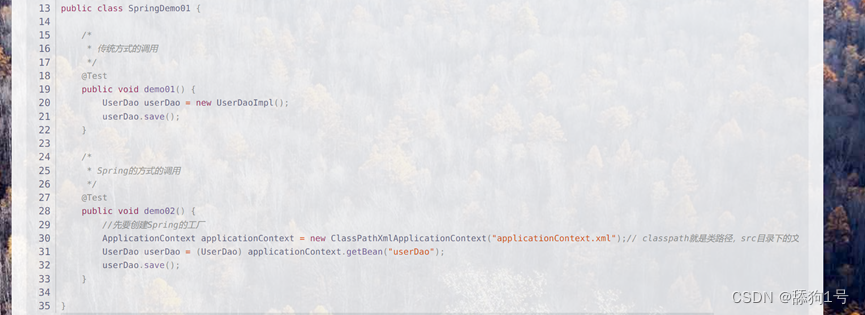 13 public class SpringDemo01 {
14
15 /*
16 * 传统方式的调用
17 */
18 @Test
19 public void demo01() {
20 UserDao userDao = new UserDaoImpl();
21 userDao.save();
22 }
23
24 /*
25 * Spring的方式的调用
26 */
27 @Test
28 public void demo02() {
29 //先要创建Spring的工厂
30 ApplicationContext applicationContext = new ClassPathXmlApplicationContext("applicationContext.xml");// classpath就是类路径，src目录下的文
31 UserDao userDao = (UserDao) applicationContext.getBean("userDao");
32 userDao.save();
33 }
34
35 }
CSDN @舔狗1号